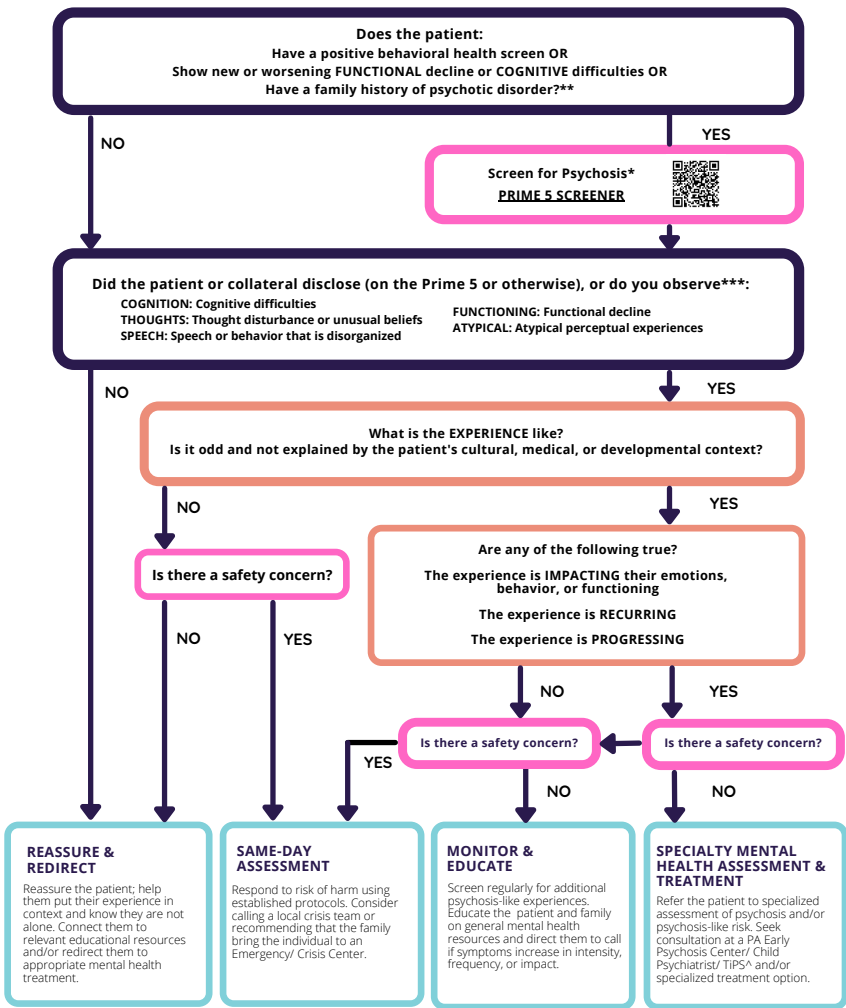 Does the patient:
Have a positive behavioral health screen OR
Show new or worsening FUNCTIONAL decline or COGNITIVE difficulties OR
Have a family history of psychotic disorder?**
NO
YES
Screen for Psychosis*
PRIME 5 SCREENER
Did the patient or collateral disclose (on the Prime 5 or otherwise), or do you observe***:
COGNITION: Cognitive difficulties
THOUGHTS: Thought disturbance or unusual beliefs
SPEECH: Speech or behavior that is disorganized
FUNCTIONING: Functional decline
ATYPICAL: Atypical perceptual experiences
NO
YES
What is the EXPERIENCE like?
Is it odd and not explained by the patient's cultural, medical, or developmental context?
NO
YES
Is there a safety concern?
Are any of the following true?
The experience is IMPACTING their emotions,
behavior, or functioning
The experience is RECURRING
The experience is PROGRESSING
NO
YES
NO
YES
Is there a safety concern?
Is there a safety concern?
YES
NO
NO
REASSURE &
REDIRECT
Reassure the patient; help
them put their experience in
context and know they are not
alone. Connect them to
relevant educational resources
and/or redirect them to
appropriate mental health
treatment.
SAME-DAY
ASSESSMENT
Respond to risk of harm using
established protocols. Consider
calling a local crisis team or
recommending that the family
bring the individual to an
Emergency/ Crisis Center.
MONITOR &
EDUCATE
Screen regularly for additional
psychosis-like experiences.
Educate the  patient and family
on general mental health
resources and direct them to call
if symptoms increase in intensity,
frequency, or impact.
SPECIALTY MENTAL
HEALTH ASSESSMENT &
TREATMENT
Refer the patient to specialized
assessment of psychosis and/or
psychosis-like risk. Seek
consultation at a PA Early
Psychosis Center/ Child
Psychiatrist/ TiPS^ and/or
specialized treatment option.